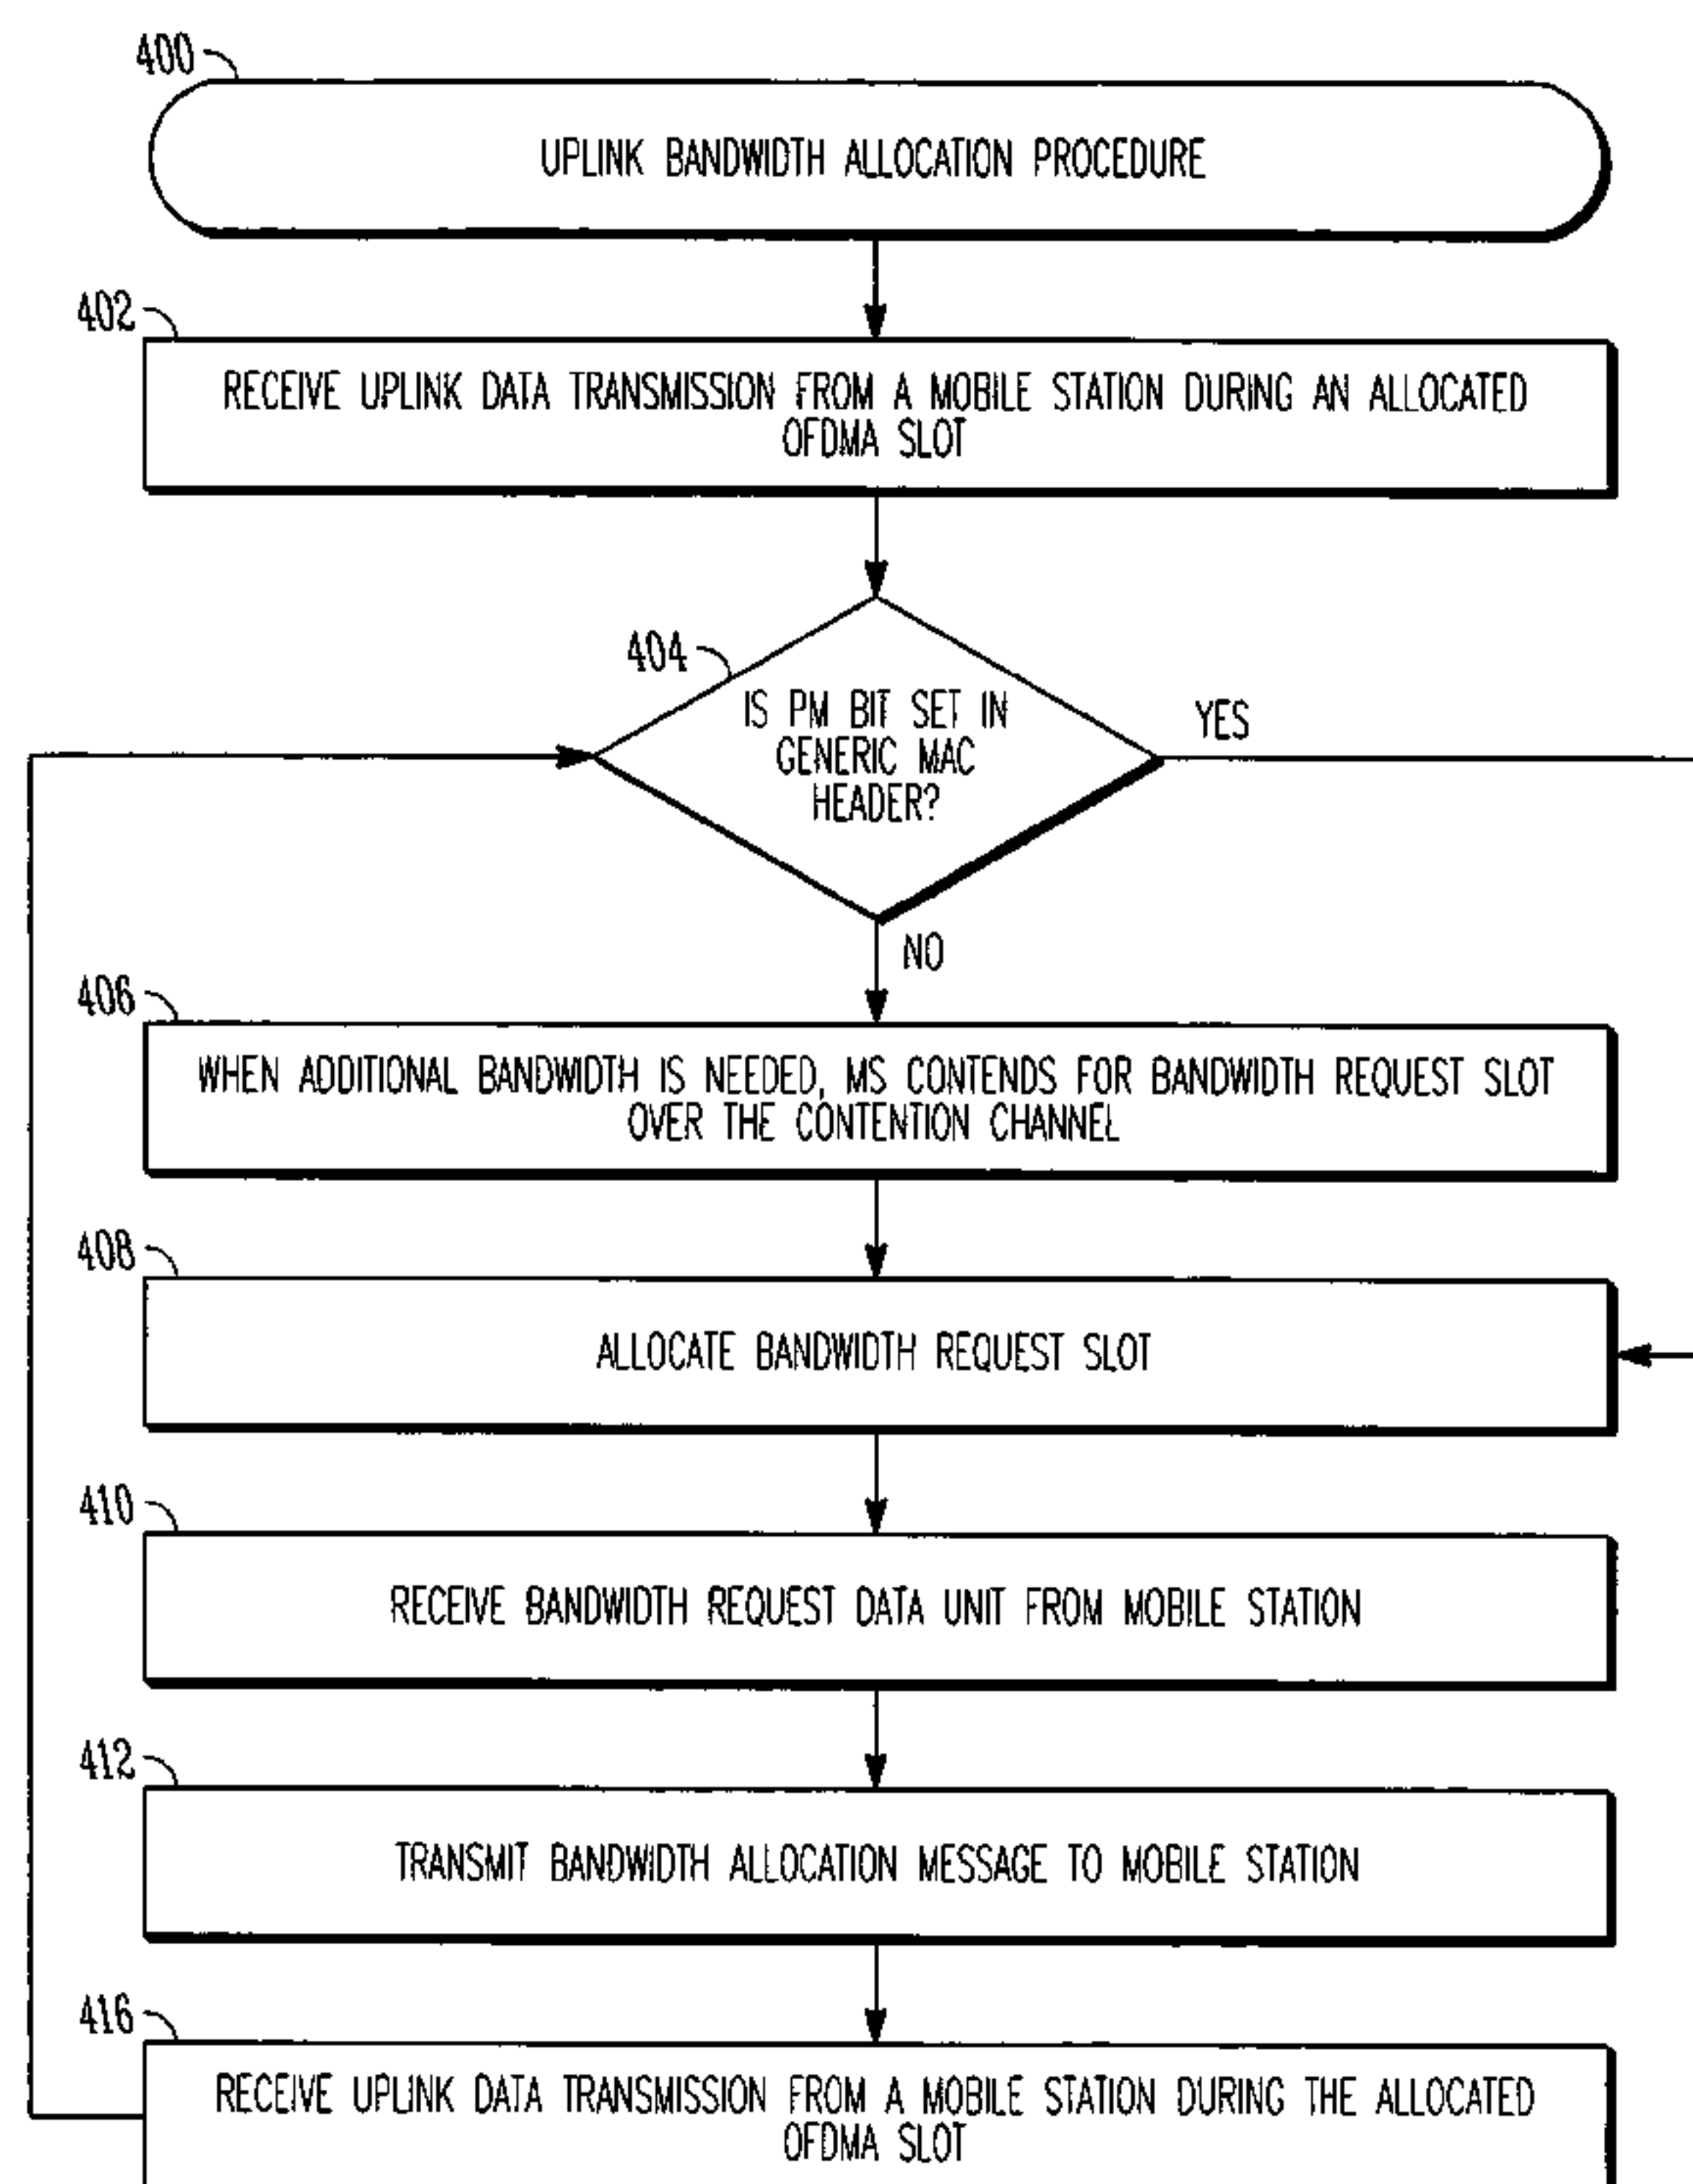 400
UPLINK BANDWIDTH ALLOCATION PROCEDURE
402
RECEIVE UPLINK DATA TRANSMISSION FROM A MOBILE STATION DURING AN ALLOCATED
OFDMA SLOT
404
IS PM BIT SET IN
GENERIC MAC
HEADER?
YES
NO
406
WHEN ADDITIONAL BANDWIDTH IS NEEDED, MS CONTENDS FOR BANDWIDTH REQUEST SLOT
OVER THE CONTENTION CHANNEL
408
ALLOCATE BANDWIDTH REQUEST SLOT
410
RECEIVE BANDWIDTH REQUEST DATA UNIT FROM MOBILE STATION
412
TRANSMIT BANDWIDTH ALLOCATION MESSAGE TO MOBILE STATION
416
RECEIVE UPLINK DATA TRANSMISSION FROM A MOBILE STATION DURING THE ALLOCATED
OFDMA SLOT